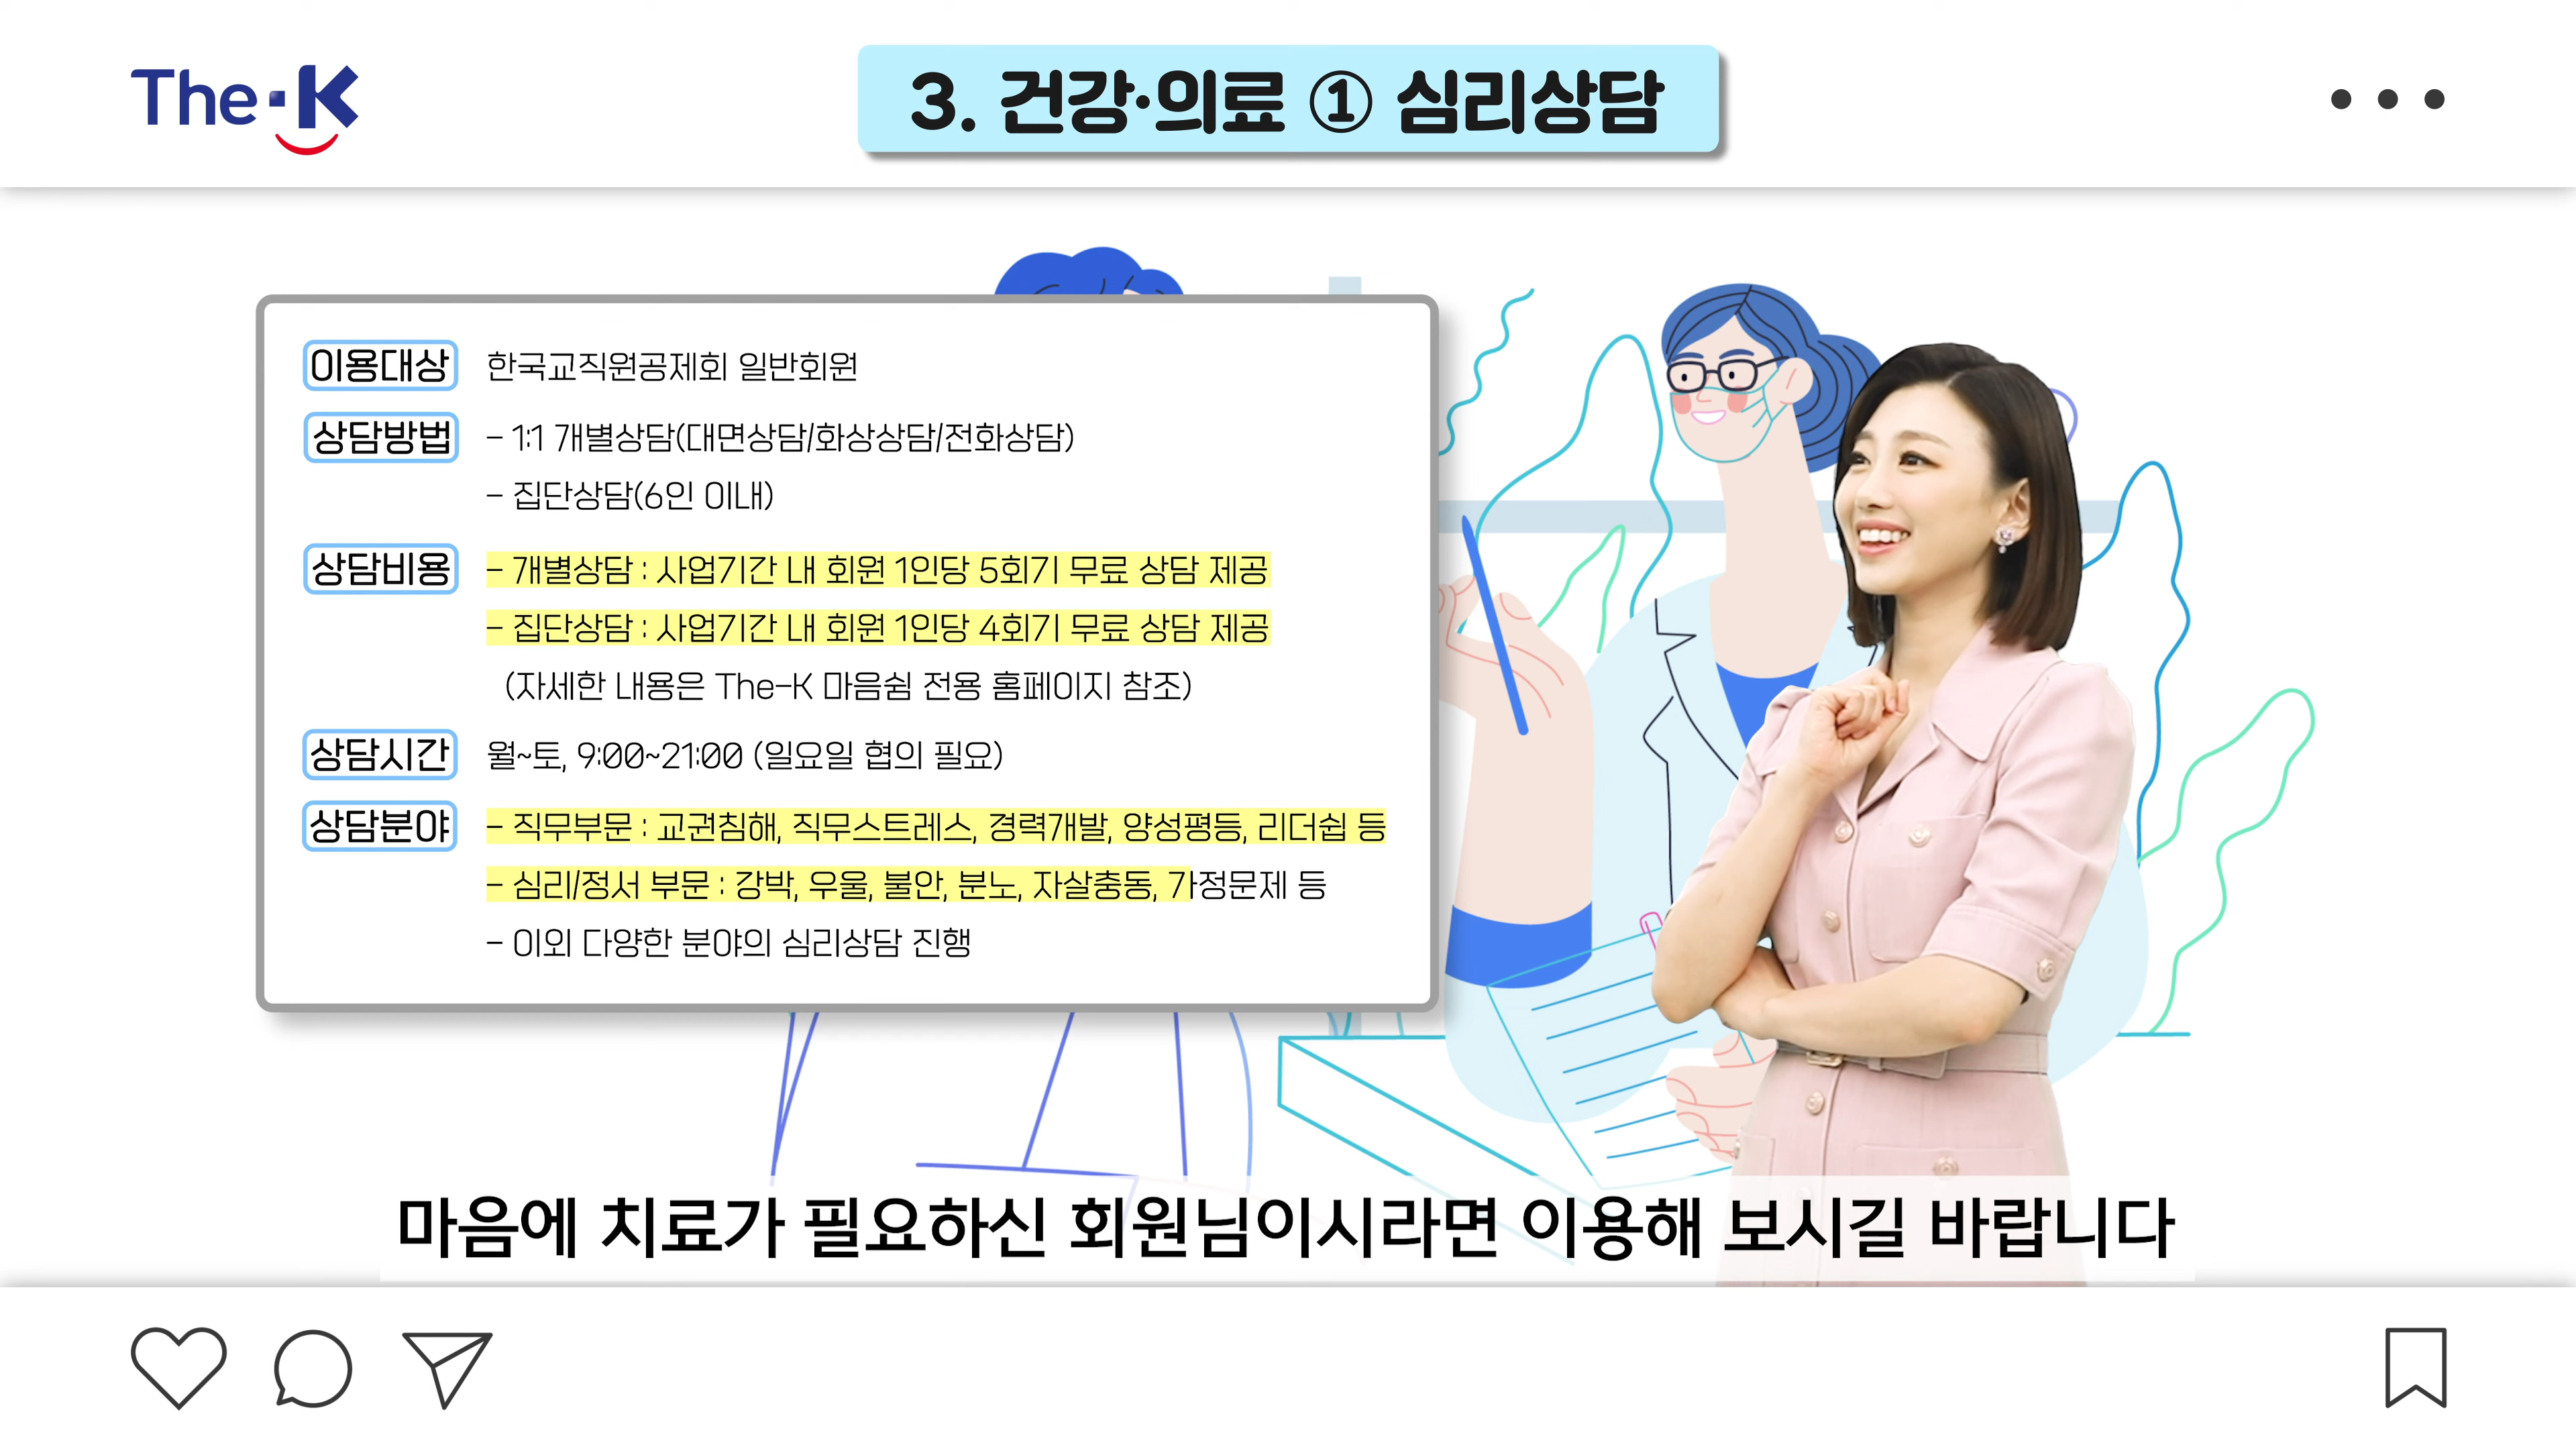 The-K
3. 건강·의료 ① 심리상담
이용대상 한국교직원공제회 일반회원
상담방법 - 1:1 개별상담(대면상담/화상상담/전화상담)
- 집단상담(6인 이내)
상담비용 - 개별상담 : 사업기간 내 회원 1인당 5회기 무료 상담 제공
- 집단상담 : 사업기간 내 회원 1인당 4회기 무료 상담 제공
(자세한 내용은 The-K 마음쉼 전용 홈페이지 참조)
상담시간 월~토, 9:00~21:00 (일요일 협의 필요)
상담분야 - 직무부문 : 교권침해, 직무스트레스, 경력개발, 양성평등, 리더쉽 등
- 심리/정서 부문 : 강박, 우울, 불안, 분노, 자살충동, 가정문제 등
- 이외 다양한 분야의 심리상담 진행
마음에 치료가 필요하신 회원님이시라면 이용해 보시길 바랍니다